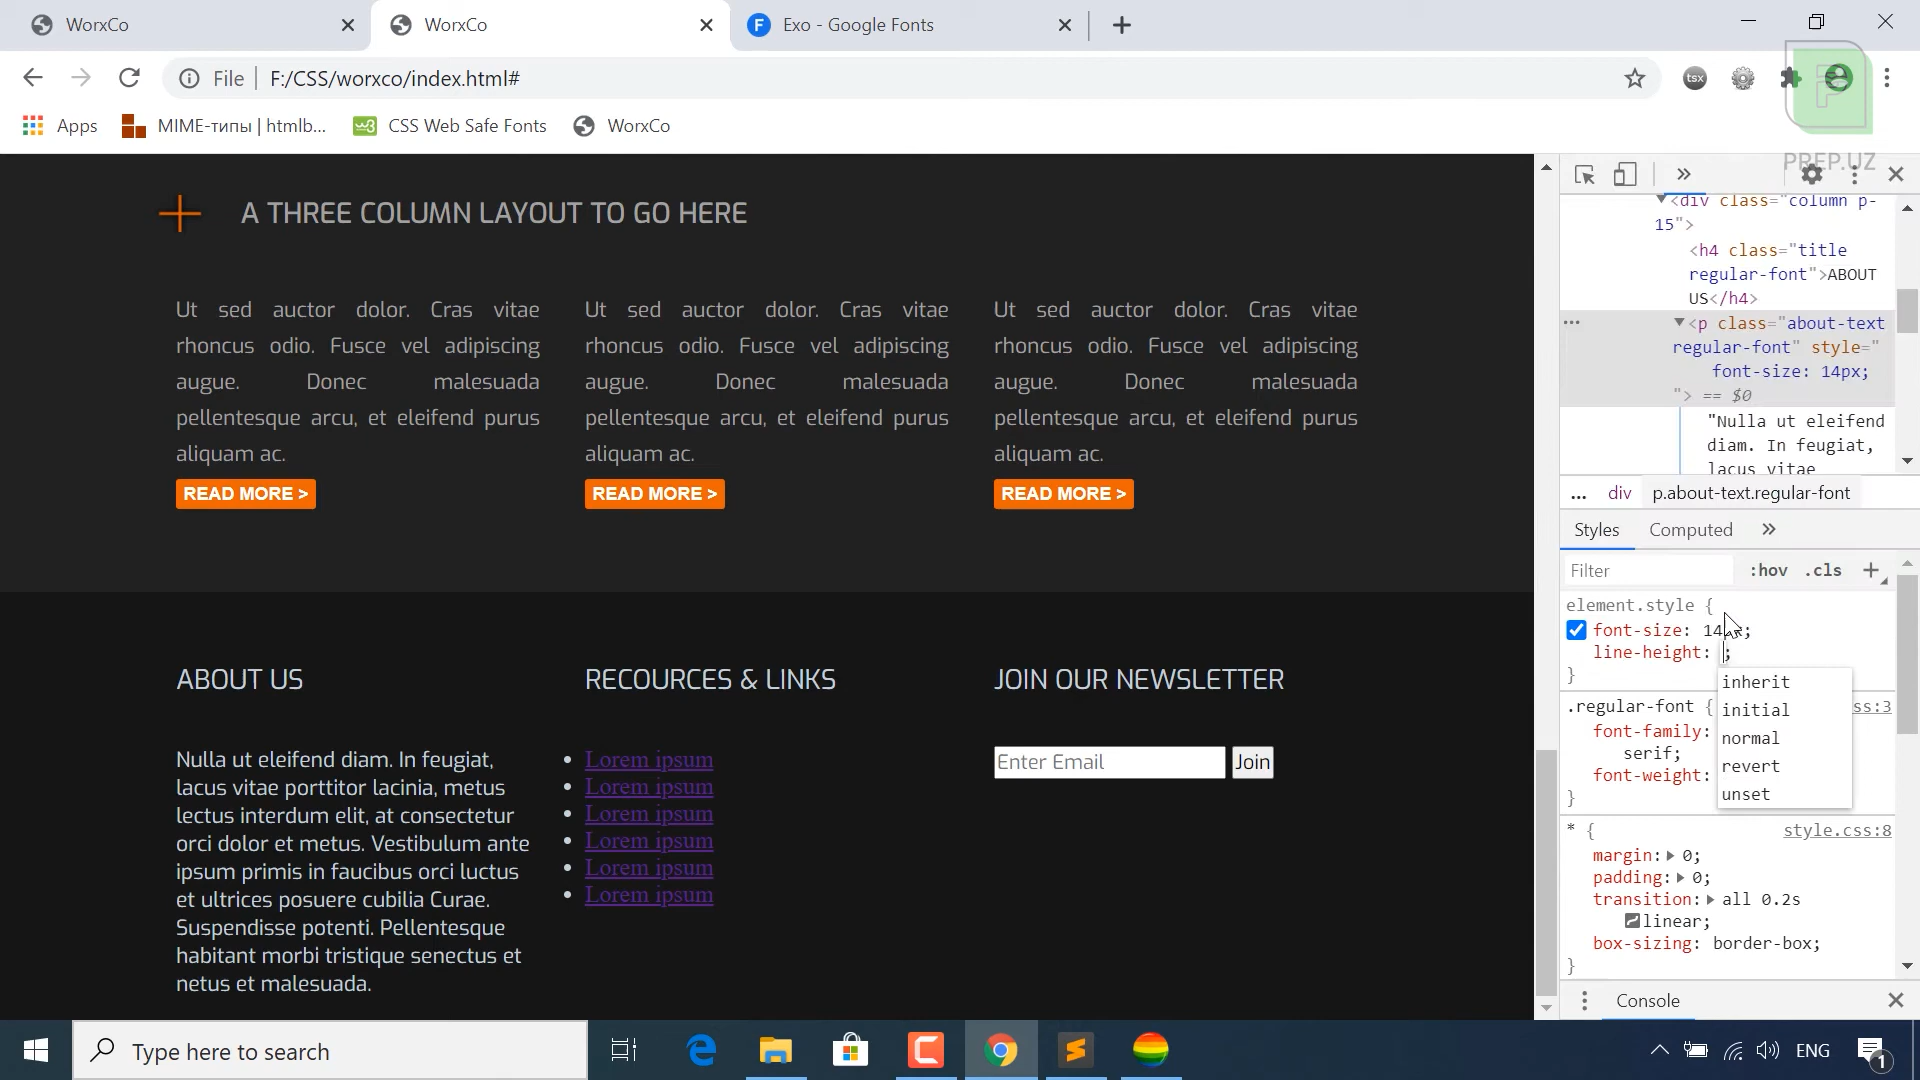 WorxCo
WorxCo
Exo - Google Fonts
File
F:/CSS/worxco/index.html#
tsx
Apps
MIME-типы | htmlb...
CSS Web Safe Fonts
WorxCo
PREP.UZ
A THREE COLUMN LAYOUT TO GO HERE
Ut sed auctor dolor. Cras vitae
rhoncus odio. Fusce vel adipiscing
augue. Donec malesuada
pellentesque arcu, et eleifend purus
aliquam ac.
READ MORE >
Ut sed auctor dolor. Cras vitae
rhoncus odio. Fusce vel adipiscing
augue. Donec malesuada
pellentesque arcu, et eleifend purus
aliquam ac.
READ MORE >
Ut sed auctor dolor. Cras vitae
rhoncus odio. Fusce vel adipiscing
augue. Donec malesuada
pellentesque arcu, et eleifend purus
aliquam ac.
READ MORE >
ABOUT US
Nulla ut eleifend diam. In feugiat,
lacus vitae porttitor lacinia, metus
lectus interdum elit, at consectetur
orci dolor et metus. Vestibulum ante
ipsum primis in faucibus orci luctus
et ultrices posuere cubilia Curae.
Suspendisse potenti. Pellentesque
habitant morbi tristique senectus et
netus et malesuada.
RECOURCES & LINKS
Lorem ipsum
Lorem ipsum
Lorem ipsum
Lorem ipsum
Lorem ipsum
Lorem ipsum
JOIN OUR NEWSLETTER
Enter Email
Join
<div class="column p-
15">
<h4 class="title
regular-font">ABOUT
US</h4>
<p class="about-text
regular-font" style="
font-size: 14px;
"> == $0
"Nulla ut eleifend
diam. In feugiat,
lacus vitae
... div p.about-text.regular-font
Styles Computed
Filter :hov .cls +
element.style {
font-size: 14
line-height: ;
}
inherit
initial
normal
revert
unset
.regular-font { ss:3
font-family:
serif;
font-weight:
}
* { style.css:8
margin: 0;
padding: 0;
transition: all 0.2s
linear;
box-sizing: border-box;
}
Console
Type here to search
ENG
1